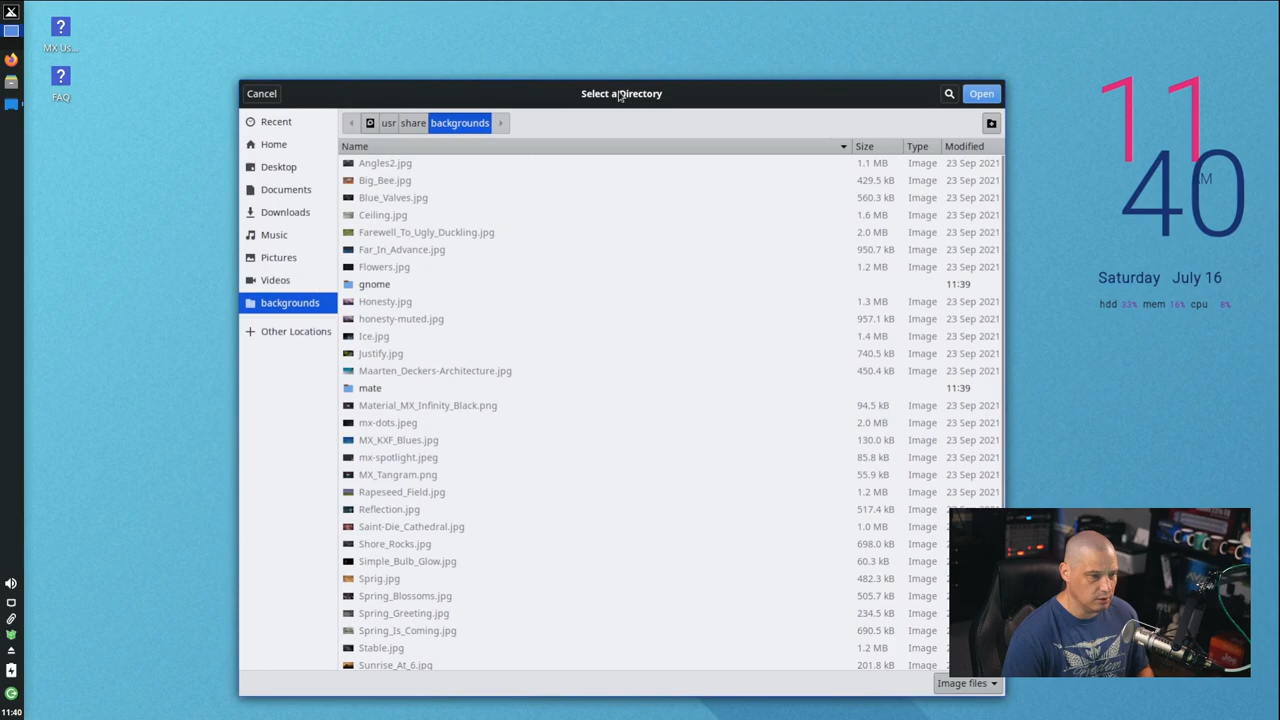 MX Us...
FAQ
Cancel
Select a Directory
Open
usr share backgrounds
Recent
Home
Desktop
Documents
Downloads
Music
Pictures
Videos
backgrounds
Other Locations
Name Size Type Modified
Angles2.jpg 1.1 MB Image 23 Sep 2021
Big_Bee.jpg 429.5 kB Image 23 Sep 2021
Blue_Valves.jpg 560.3 kB Image 23 Sep 2021
Ceiling.jpg 1.6 MB Image 23 Sep 2021
Farewell_To_Ugly_Duckling.jpg 2.0 MB Image 23 Sep 2021
Far_In_Advance.jpg 950.7 kB Image 23 Sep 2021
Flowers.jpg 1.2 MB Image 23 Sep 2021
gnome 11:39
Honesty.jpg 1.3 MB Image 23 Sep 2021
honesty-muted.jpg 957.1 kB Image 23 Sep 2021
Ice.jpg 1.4 MB Image 23 Sep 2021
Justify.jpg 740.5 kB Image 23 Sep 2021
Maarten_Deckers-Architecture.jpg 450.4 kB Image 23 Sep 2021
mate 11:39
Material_MX_Infinity_Black.png 94.5 kB Image 23 Sep 2021
mx-dots.jpeg 2.0 MB Image 23 Sep 2021
MX_KXF_Blues.jpg 130.0 kB Image 23 Sep 2021
mx-spotlight.jpeg 85.8 kB Image 23 Sep 2021
MX_Tangram.png 55.9 kB Image 23 Sep 2021
Rapeseed_Field.jpg 1.2 MB Image 23 Sep 2021
Reflection.jpg 517.4 kB Image 23 Sep 2021
Saint-Die_Cathedral.jpg 1.0 MB Image
Shore_Rocks.jpg 698.0 kB Image
Simple_Bulb_Glow.jpg 60.3 kB Image
Sprig.jpg 482.3 kB Image
Spring_Blossoms.jpg 505.7 kB Image
Spring_Greeting.jpg 234.5 kB Image
Spring_Is_Coming.jpg 690.5 kB Image
Stable.jpg 1.2 MB Image
Sunrise_At_6.jpg 201.8 kB Image
Image files
11
40
AM
Saturday July 16
hdd 33% mem 16% cpu 8%
11:40